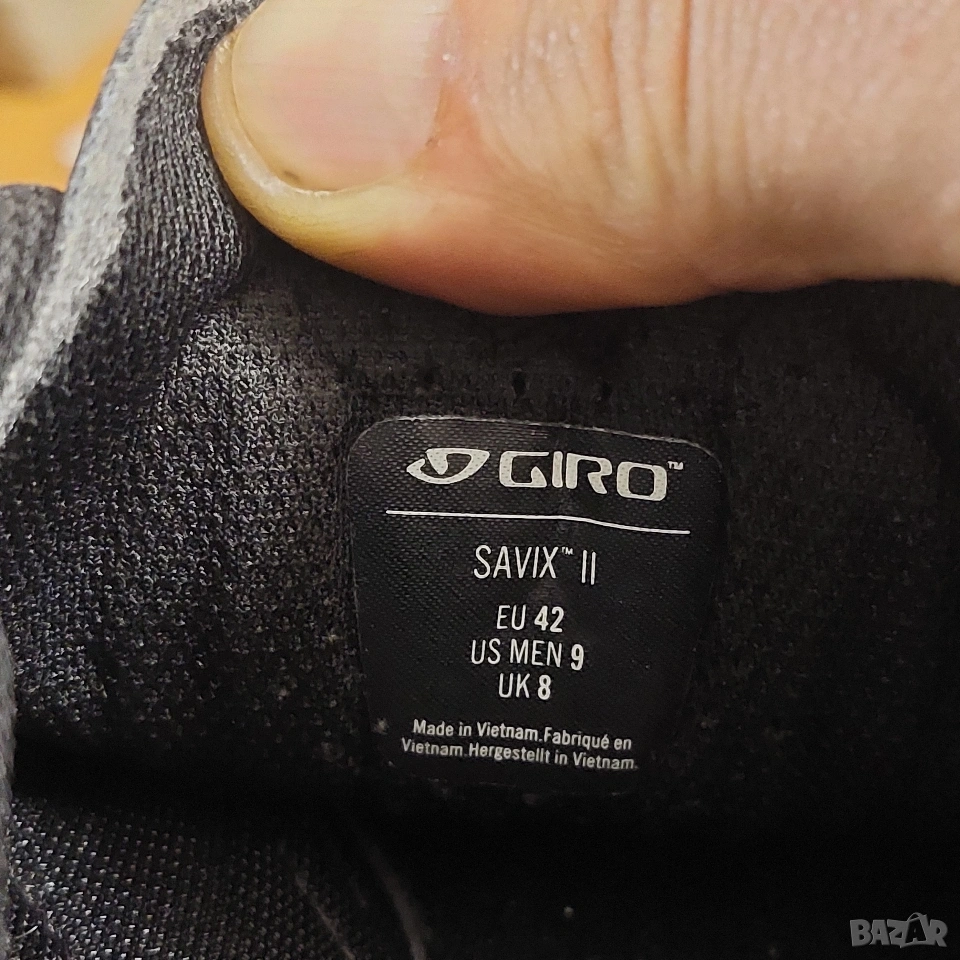 GIRO™
SAVIX™ II
EU 42
US MEN 9
UK 8
Made in Vietnam.Fabriqué en
Vietnam.Hergestellt in Vietnam.
BAZAR